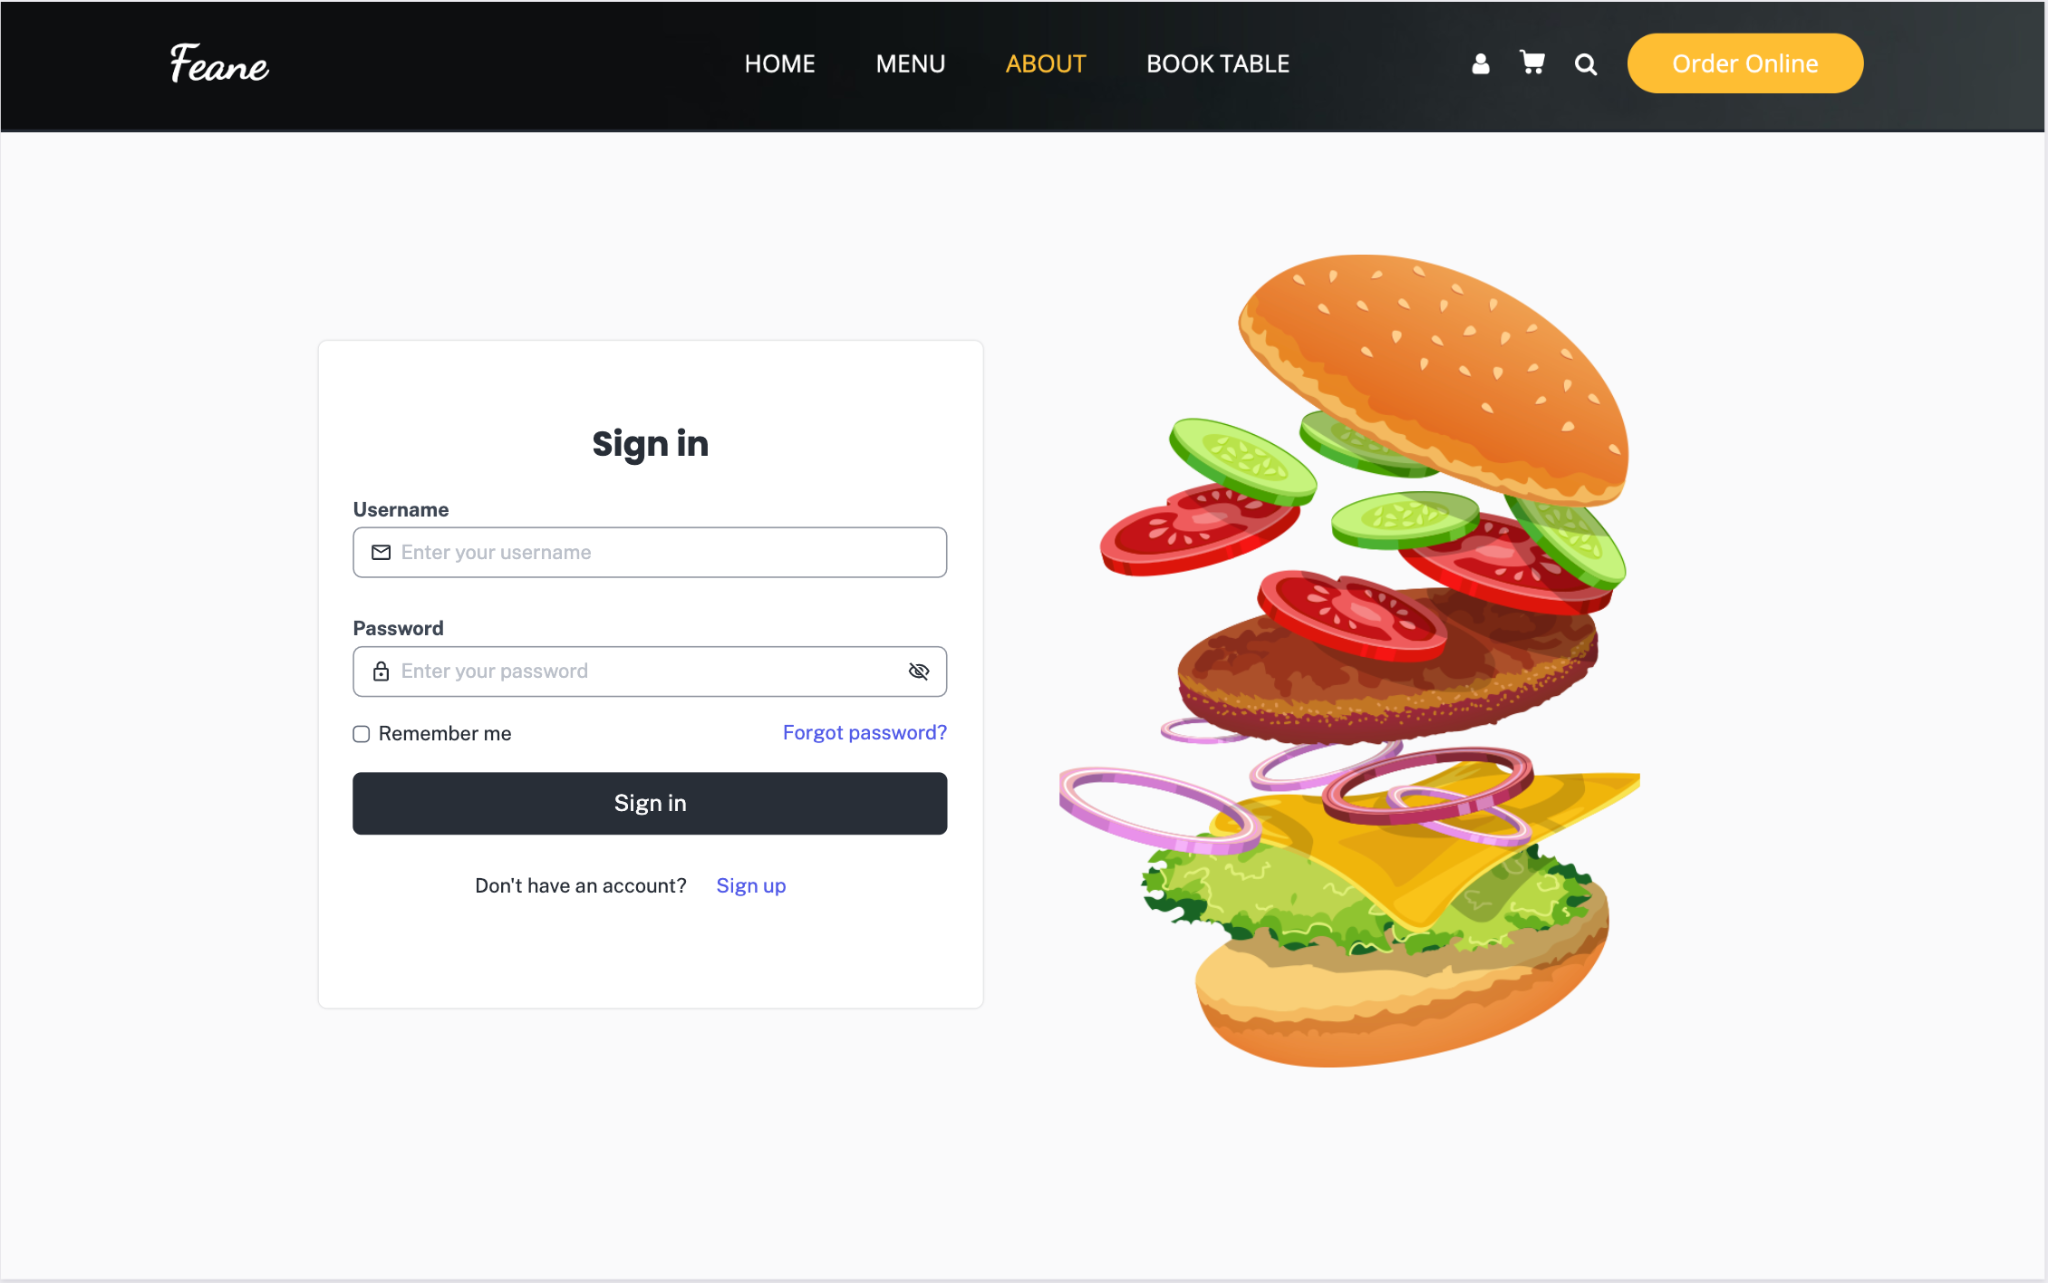 Feane HOME MENU ABOUT BOOK TABLE Order Online
Sign in
Username
Enter your username
Password
Enter your password
Remember me Forgot password?
Sign in
Don't have an account? Sign up